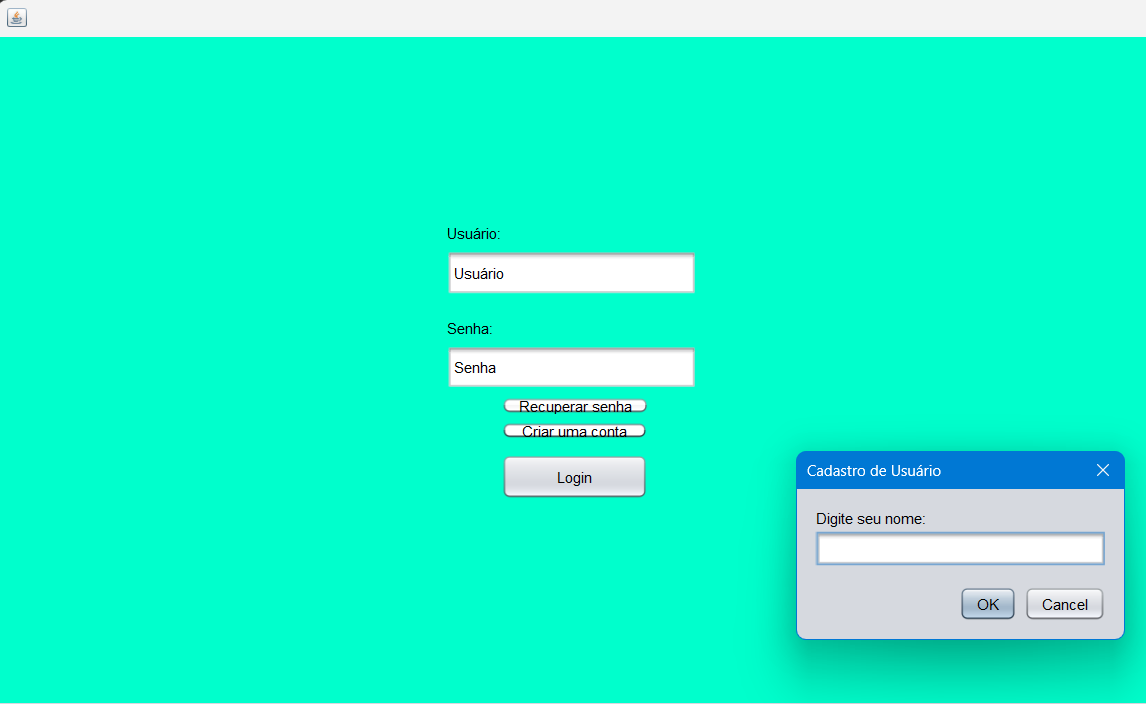 Usuário:
Usuário
Senha:
Senha
Recuperar senha
Criar uma conta
Login
Cadastro de Usuário
Digite seu nome:
OK
Cancel